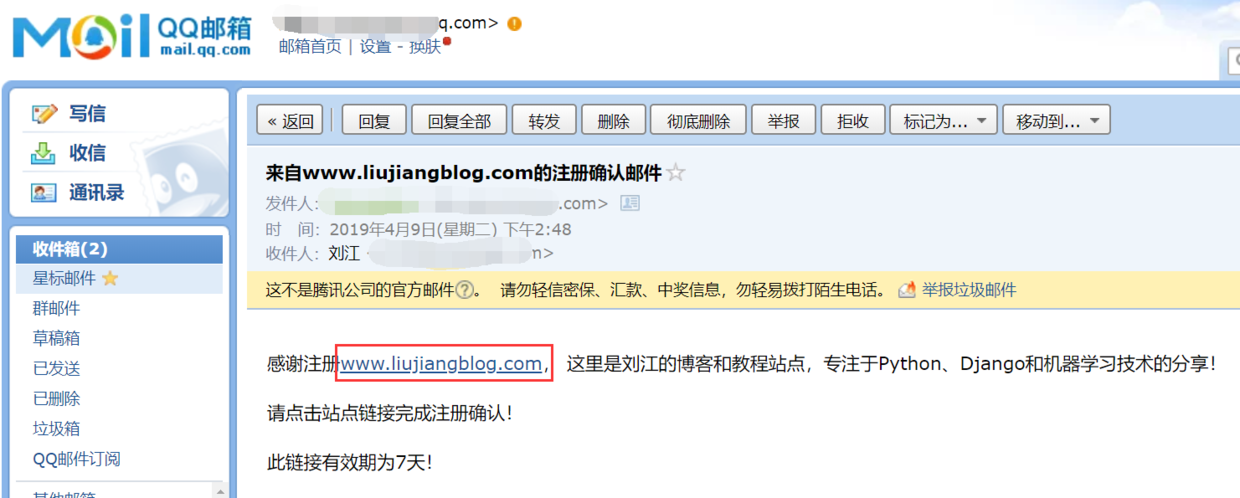 Mail QQ邮箱
mail.qq.com
q.com>
邮箱首页 | 设置 - 换肤
写信
收信
通讯录
« 返回 回复 回复全部 转发 删除 彻底删除 举报 拒收 标记为... 移动到...
来自www.liujiangblog.com的注册确认邮件
发件人: .com>
时 间: 2019年4月9日(星期二) 下午2:48
收件人: 刘江 n>
这不是腾讯公司的官方邮件?。 请勿轻信密保、汇款、中奖信息，勿轻易拨打陌生电话。 举报垃圾邮件
收件箱(2)
星标邮件
群邮件
草稿箱
已发送
已删除
垃圾箱
QQ邮件订阅
其他邮箱
感谢注册www.liujiangblog.com， 这里是刘江的博客和教程站点，专注于Python、Django和机器学习技术的分享！
请点击站点链接完成注册确认！
此链接有效期为7天！